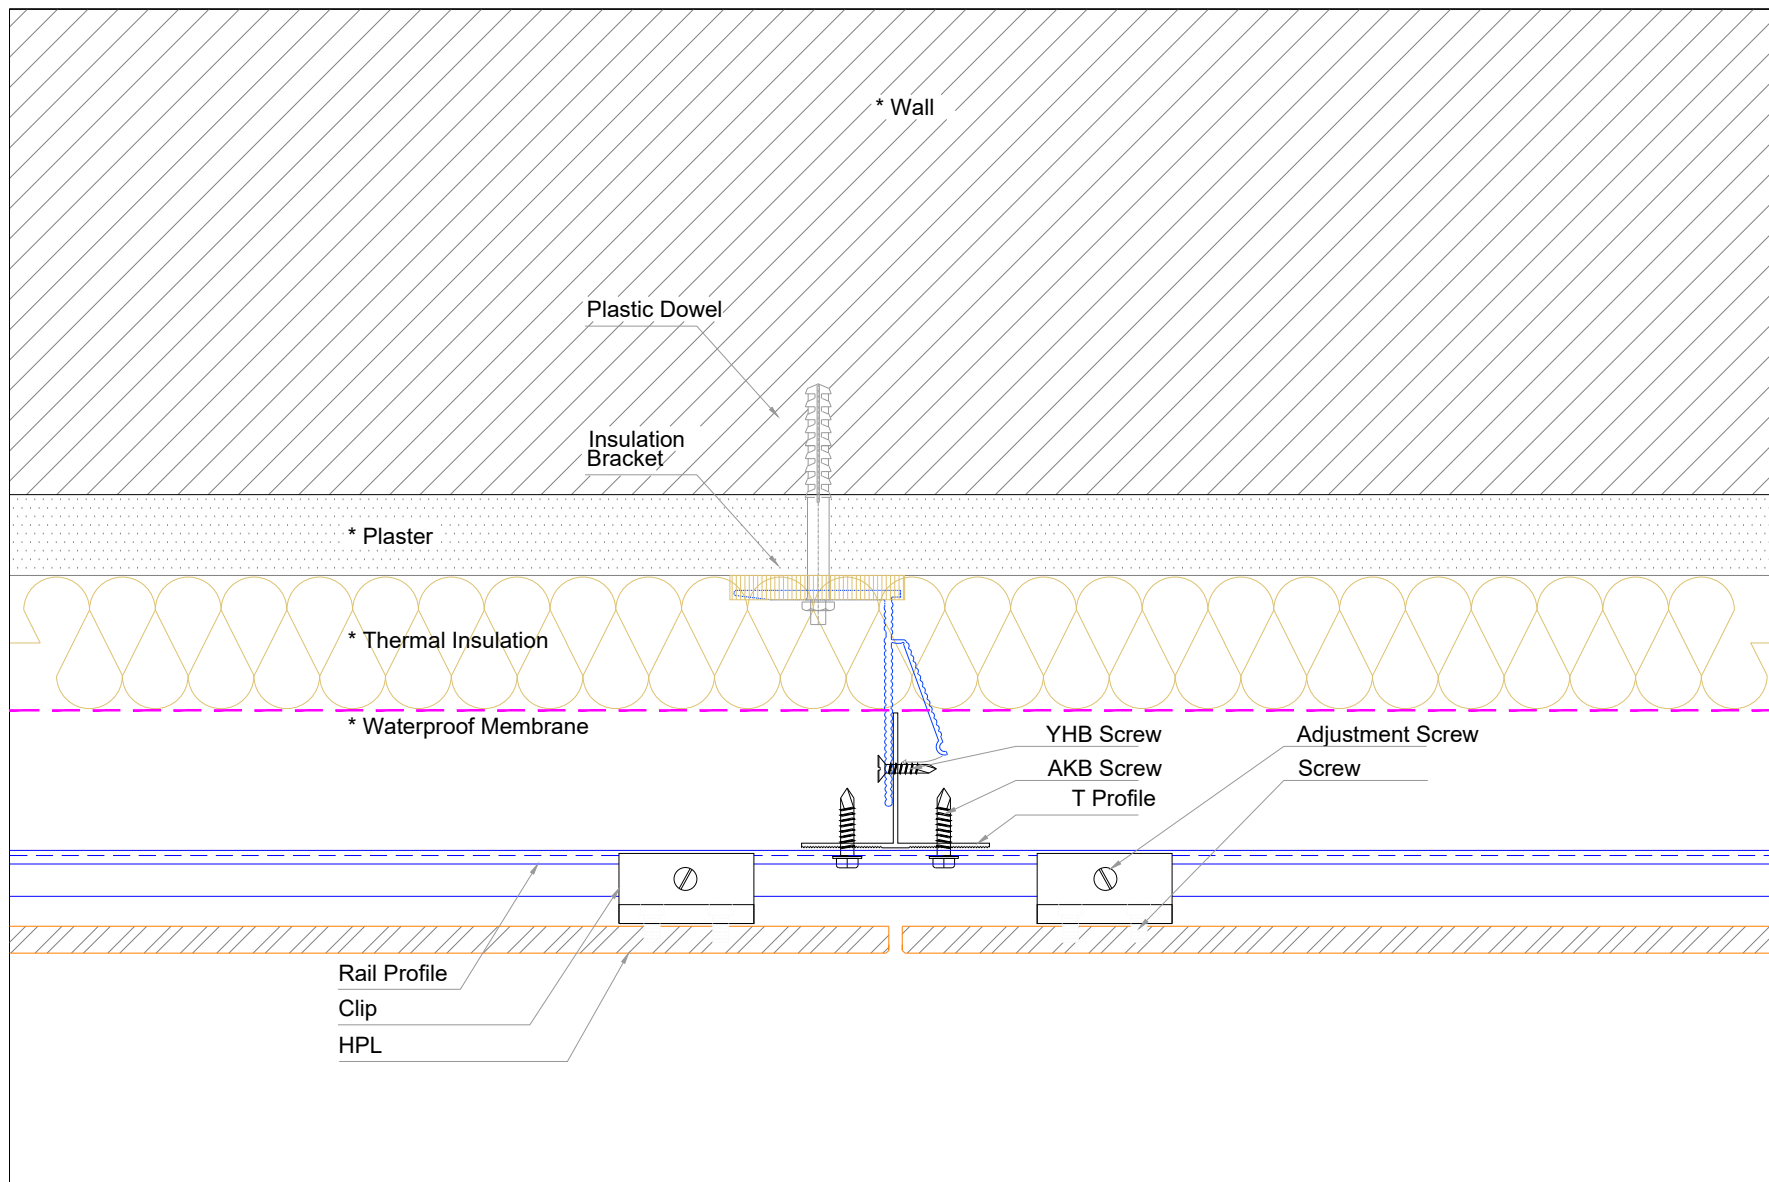 * Wall
Plastic Dowel
Insulation
Bracket
* Plaster
* Thermal Insulation
* Waterproof Membrane
YHB Screw
Adjustment Screw
AKB Screw
Screw
T Profile
Rail Profile
Clip
HPL